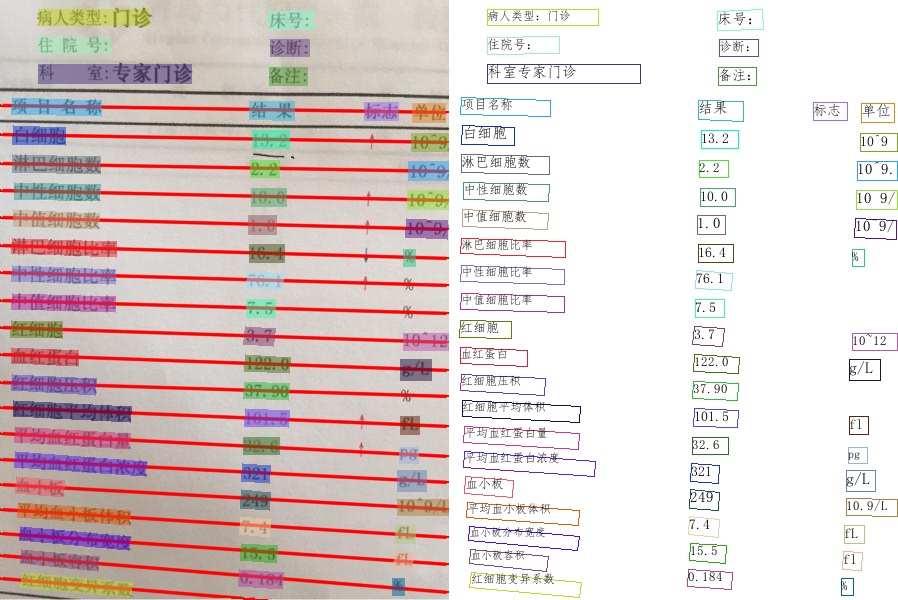 病人类型: 门诊 床号:
住 院 号: 诊断:
科 室: 专家门诊 备注:
项 目 名 称 结 果 标志 单位
白细胞 13.2 ↑ 10^9
淋巴细胞数 2.2 10^9/
中性细胞数 10.0 ↑ 10^9/
中值细胞数 1.0 ↑ 10^9/
淋巴细胞比率 16.4 ↓ %
中性细胞比率 76.1 ↑ %
中值细胞比率 7.5 %
红细胞 3.7 10^12
血红蛋白 122.0 g/L
红细胞压积 37.90 %
红细胞平均体积 101.5 ↑ fl
平均血红蛋白量 32.6 ↑ pg
平均血红蛋白浓度 321 g/L
血小板 249 10^9/L
平均血小板体积 7.4 fL
血小板分布宽度 15.5 fL
血小板容积 0.184 %
红细胞变异系数
病人类型: 门诊 床号:
住院号: 诊断:
科室专家门诊 备注:
项目名称 结果 标志 单位
白细胞 13.2 10^9
淋巴细胞数 2.2 10^9.
中性细胞数 10.0 10 9/
中值细胞数 1.0 10 9/
淋巴细胞比率 16.4 %
中性细胞比率 76.1
中值细胞比率 7.5
红细胞 3.7 10~12
血红蛋白 122.0 g/L
红细胞压积 37.90
红细胞平均体积 101.5 fl
平均血红蛋白量 32.6 pg
平均血红蛋白浓度 321 g/L
血小板 249 10.9/L
平均血小板体积 7.4 fL
血小板分布宽度 15.5 fl
血小板容积 0.184 %
红细胞变异系数